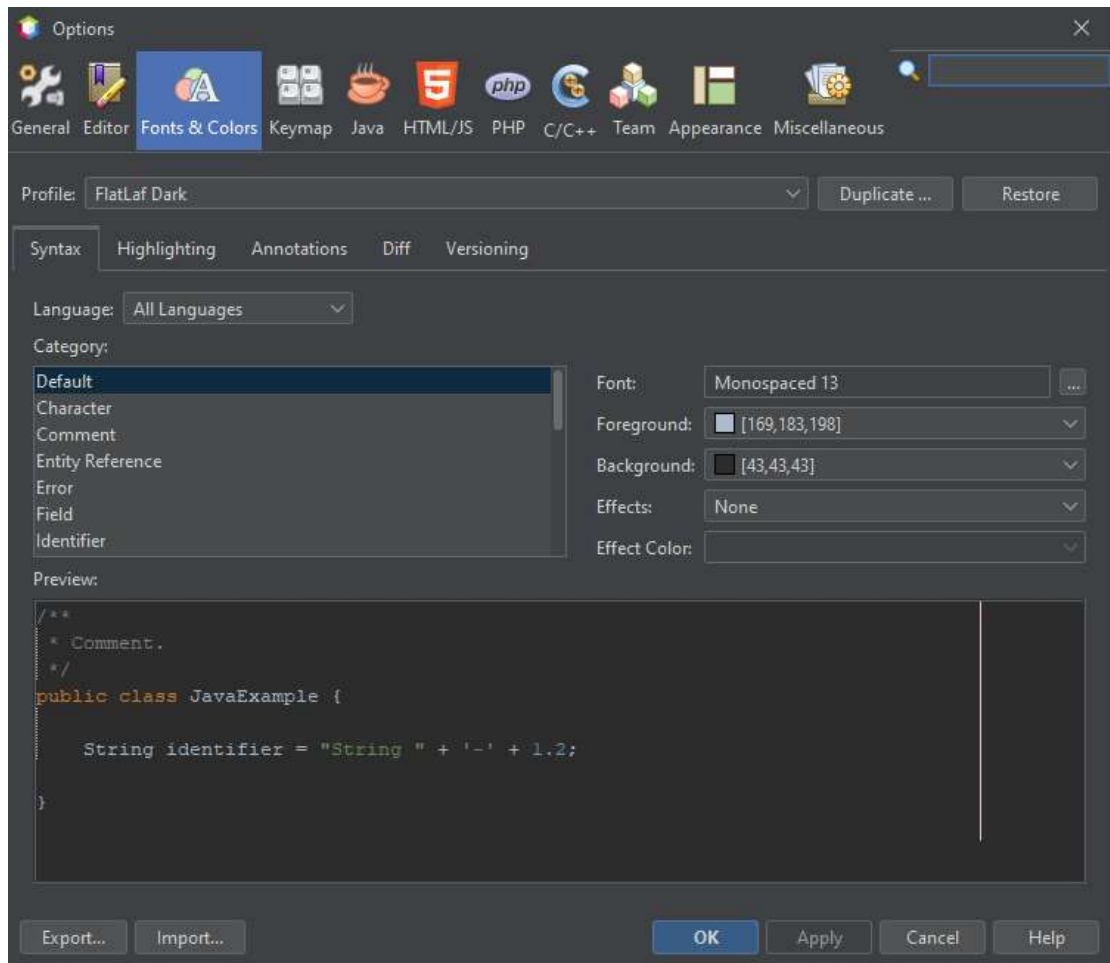 Options
5
php
General Editor Fonts & Colors Keymap Java HTML/JS PHP C/C++ Team Appearance Miscellaneous
Profile: FlatLaf Dark Duplicate ... Restore
Syntax Highlighting Annotations Diff Versioning
Language: All Languages
Category:
Default
Character
Comment
Entity Reference
Error
Field
Identifier
Font: Monospaced 13 ...
Foreground: [169,183,198]
Background: [43,43,43]
Effects: None
Effect Color:
Preview:
/**
 * Comment.
 */
public class JavaExample {
    String identifier = "String " + '-' + 1.2;
}
Export... Import... OK Apply Cancel Help